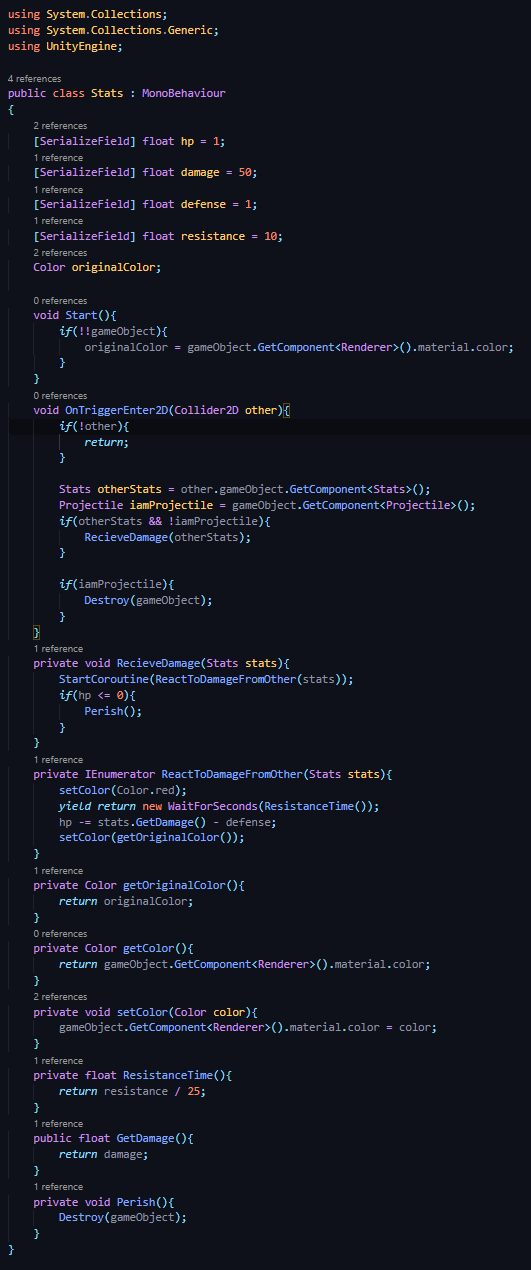 using System.Collections;
using System.Collections.Generic;
using UnityEngine;
4 references
public class Stats : MonoBehaviour
{
2 references
[SerializeField] float hp = 1;
1 reference
[SerializeField] float damage = 50;
1 reference
[SerializeField] float defense = 1;
1 reference
[SerializeField] float resistance = 10;
2 references
Color originalColor;
0 references
void Start(){
if(!!gameObject){
originalColor = gameObject.GetComponent<Renderer>().material.color;
}
}
0 references
void OnTriggerEnter2D(Collider2D other){
if(!other){
return;
}
Stats otherStats = other.gameObject.GetComponent<Stats>();
Projectile iamProjectile = gameObject.GetComponent<Projectile>();
if(otherStats && !iamProjectile){
RecieveDamage(otherStats);
}
if(iamProjectile){
Destroy(gameObject);
}
}
1 reference
private void RecieveDamage(Stats stats){
StartCoroutine(ReactToDamageFromOther(stats));
if(hp <= 0){
Perish();
}
}
1 reference
private IEnumerator ReactToDamageFromOther(Stats stats){
setColor(Color.red);
yield return new WaitForSeconds(ResistanceTime());
hp -= stats.GetDamage() - defense;
setColor(getOriginalColor());
}
1 reference
private Color getOriginalColor(){
return originalColor;
}
0 references
private Color getColor(){
return gameObject.GetComponent<Renderer>().material.color;
}
2 references
private void setColor(Color color){
gameObject.GetComponent<Renderer>().material.color = color;
}
1 reference
private float ResistanceTime(){
return resistance / 25;
}
1 reference
public float GetDamage(){
return damage;
}
1 reference
private void Perish(){
Destroy(gameObject);
}
}